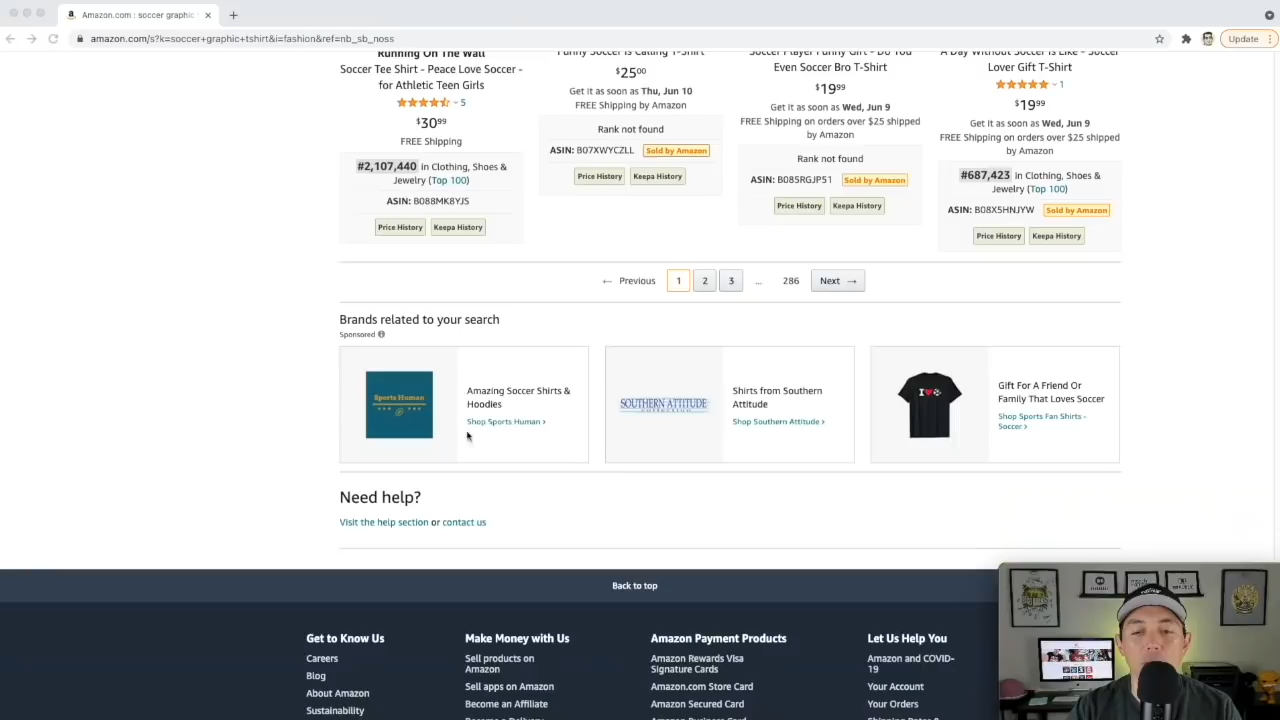 Amazon.com : soccer graphic
amazon.com/s?k=soccer+graphic+tshirt&i=fashion&ref=nb_sb_noss
Update
Running On The Wall
Soccer Tee Shirt - Peace Love Soccer -
for Athletic Teen Girls
5
$30.99
FREE Shipping
#2,107,440 in Clothing, Shoes &
Jewelry (Top 100)
ASIN: B088MK8YJS
Price History
Keepa History
Funny Soccer Is Calling T-Shirt
$25.00
Get it as soon as Thu, Jun 10
FREE Shipping by Amazon
Rank not found
ASIN: B07XWYCZLL Sold by Amazon
Price History
Keepa History
Soccer Player Funny Girl - Do You
Even Soccer Bro T-Shirt
$19.99
Get it as soon as Wed, Jun 9
FREE Shipping on orders over $25 shipped
by Amazon
Rank not found
ASIN: B085RGJP51 Sold by Amazon
Price History
Keepa History
A Day Without Soccer Is Like - Soccer
Lover Gift T-Shirt
1
$19.99
Get it as soon as Wed, Jun 9
FREE Shipping on orders over $25 shipped
by Amazon
#687,423 in Clothing, Shoes &
Jewelry (Top 100)
ASIN: B08X5HNJYW Sold by Amazon
Price History
Keepa History
← Previous 1 2 3 ... 286 Next →
Brands related to your search
Sponsored
Sports Human
Amazing Soccer Shirts &
Hoodies
Shop Sports Human ›
SOUTHERN ATTITUDE
Shirts from Southern
Attitude
Shop Southern Attitude ›
Gift For A Friend Or
Family That Loves Soccer
Shop Sports Fan Shirts -
Soccer ›
Need help?
Visit the help section or contact us
Back to top
Get to Know Us
Careers
Blog
About Amazon
Sustainability
Make Money with Us
Sell products on
Amazon
Sell apps on Amazon
Become an Affiliate
Amazon Payment Products
Amazon Rewards Visa
Signature Cards
Amazon.com Store Card
Amazon Secured Card
Let Us Help You
Amazon and COVID-
19
Your Account
Your Orders